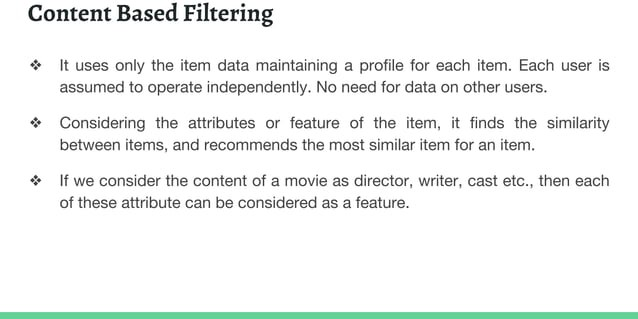 Content Based Filtering
❖ It uses only the item data maintaining a profile for each item. Each user is
assumed to operate independently. No need for data on other users.
❖ Considering the attributes or feature of the item, it finds the similarity
between items, and recommends the most similar item for an item.
❖ If we consider the content of a movie as director, writer, cast etc., then each
of these attribute can be considered as a feature.